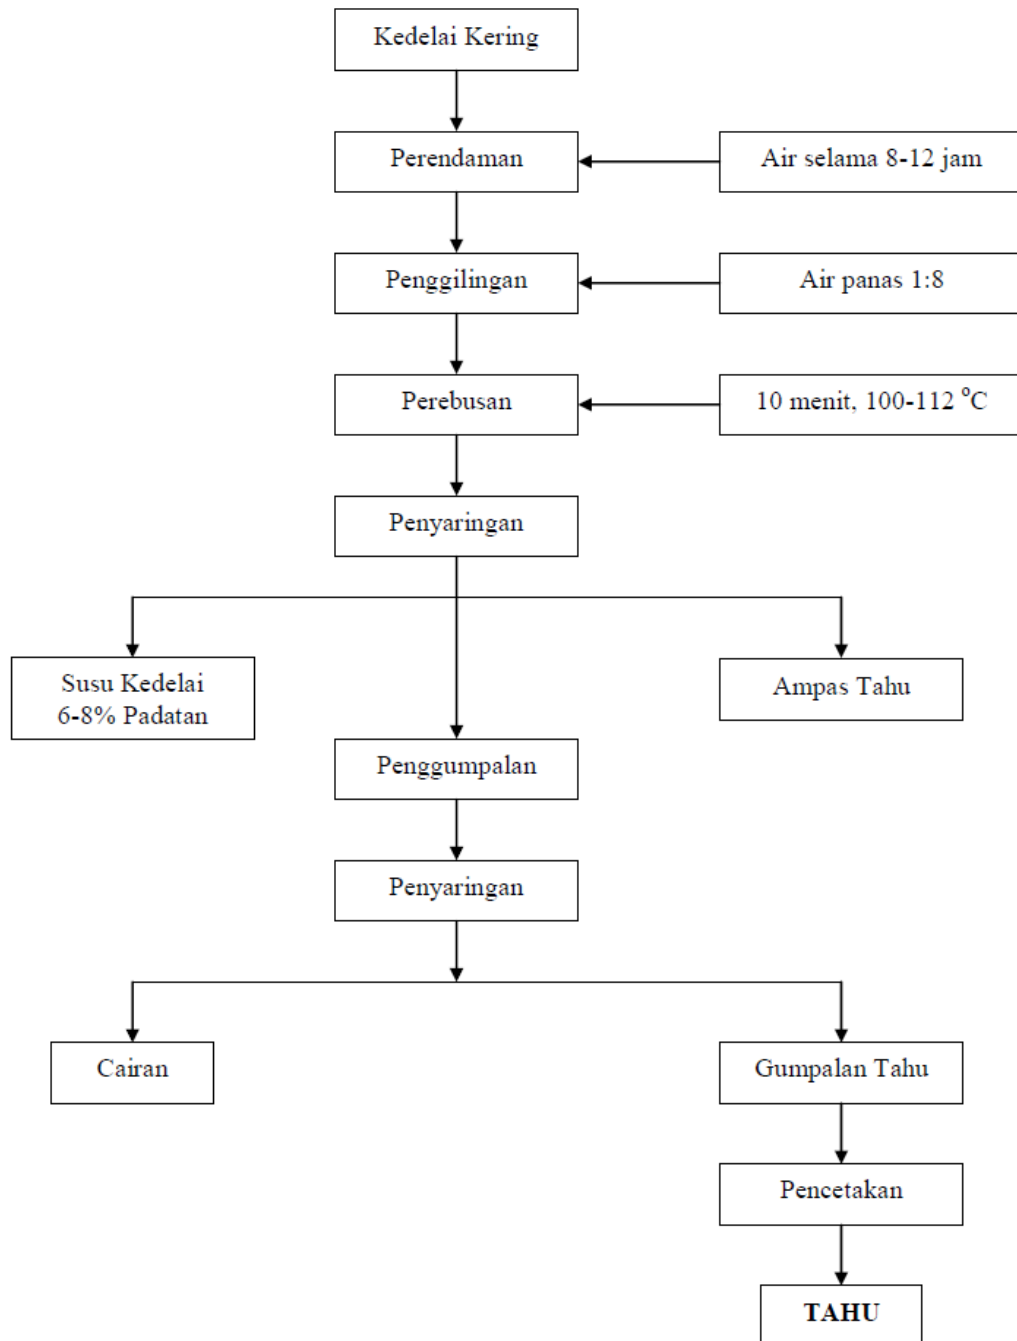 Kedelai Kering
Perendaman
Air selama 8-12 jam
Penggilingan
Air panas 1:8
Perebusan
10 menit, 100-112 °C
Penyaringan
Susu Kedelai
6-8% Padatan
Ampas Tahu
Penggumpalan
Penyaringan
Cairan
Gumpalan Tahu
Pencetakan
TAHU